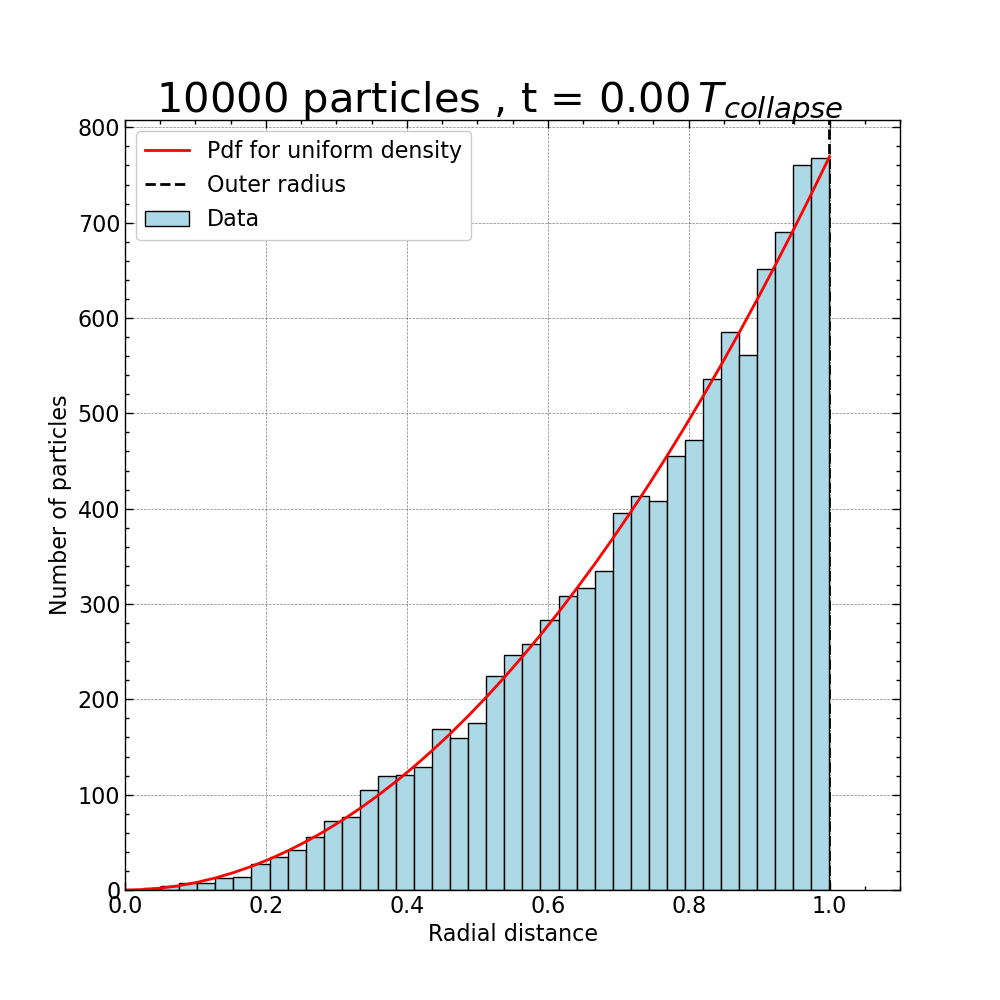 10000 particles , t = 0.00 T_collapse
Pdf for uniform density
Outer radius
Data
800
700
600
500
400
300
200
100
0
Number of particles
0.0 0.2 0.4 0.6 0.8 1.0
Radial distance